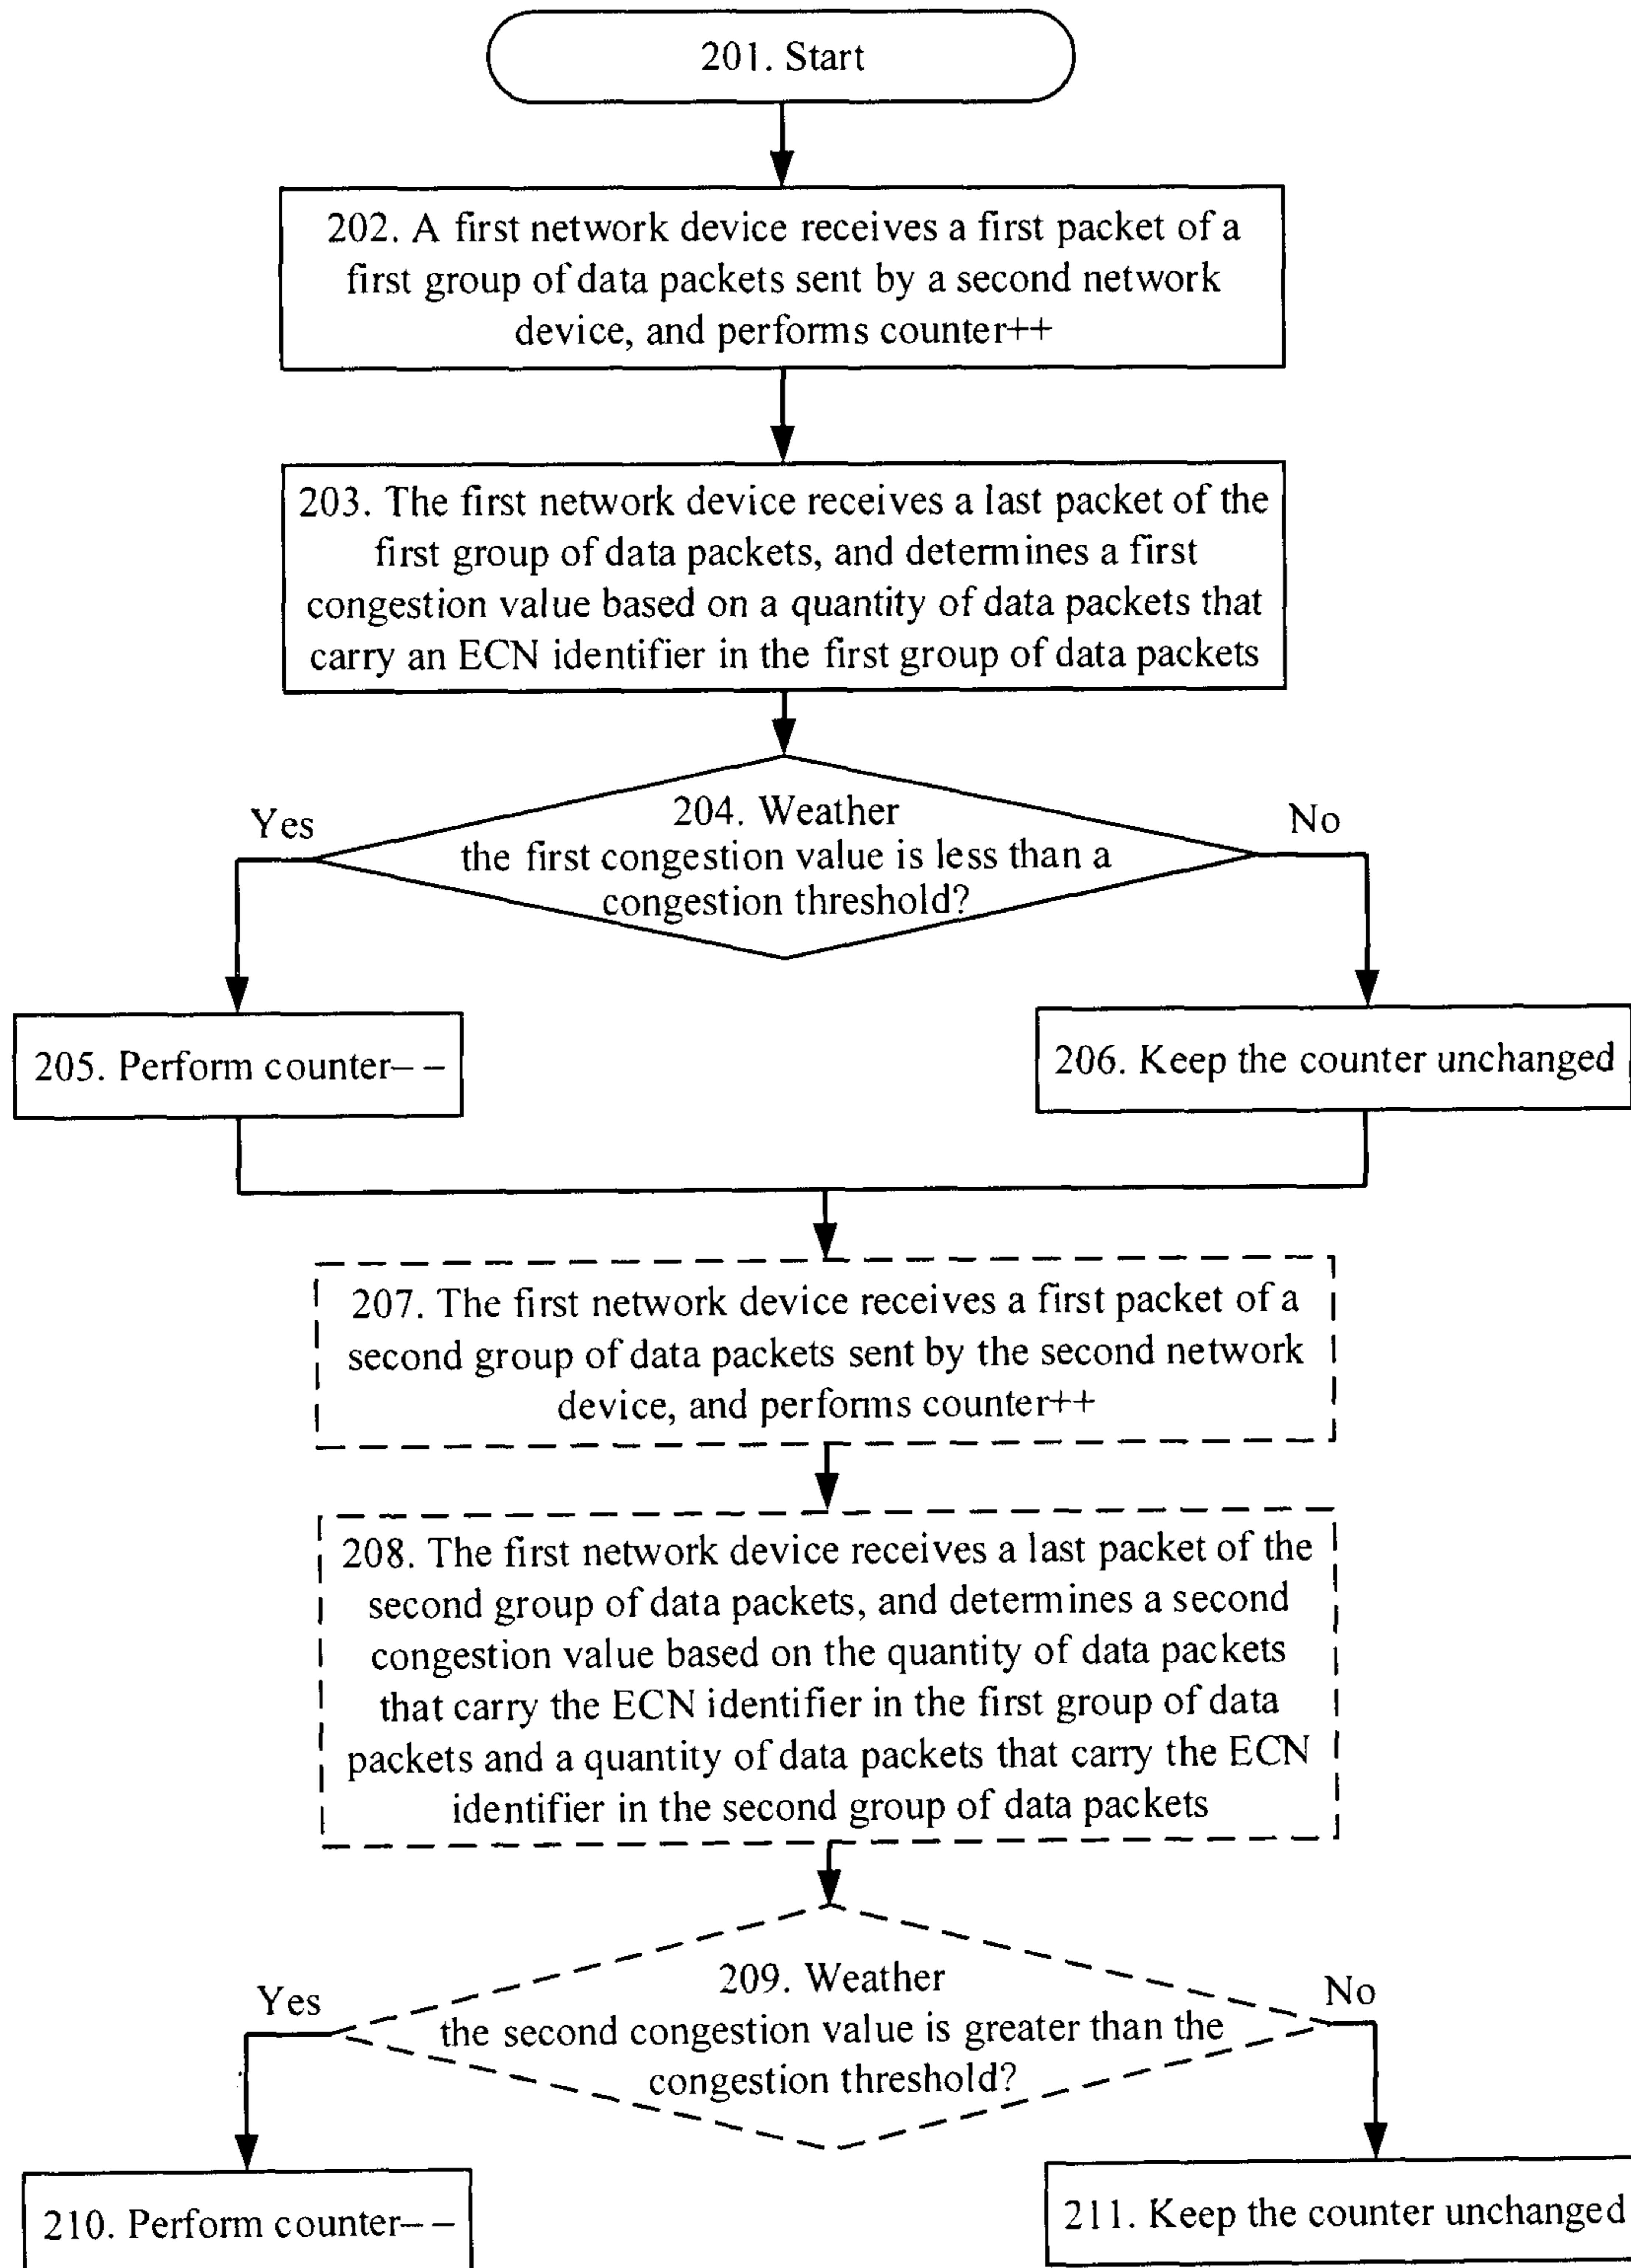 201. Start
202. A first network device receives a first packet of a
first group of data packets sent by a second network
device, and performs counter++
203. The first network device receives a last packet of the
first group of data packets, and determines a first
congestion value based on a quantity of data packets that
carry an ECN identifier in the first group of data packets
204. Weather
the first congestion value is less than a
congestion threshold?
Yes
No
205. Perform counter– –
206. Keep the counter unchanged
207. The first network device receives a first packet of a
second group of data packets sent by the second network
device, and performs counter++
208. The first network device receives a last packet of the
second group of data packets, and determines a second
congestion value based on the quantity of data packets
that carry the ECN identifier in the first group of data
packets and a quantity of data packets that carry the ECN
identifier in the second group of data packets
209. Weather
the second congestion value is greater than the
congestion threshold?
Yes
No
210. Perform counter– –
211. Keep the counter unchanged